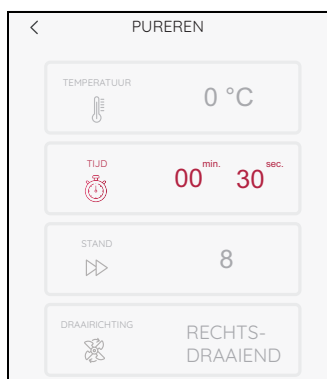 PUREREN
TEMPERATUUR
0 °C
TIJD
00 min. 30 sec.
STAND
8
DRAAIRICHTING
RECHTS-
DRAAIEND